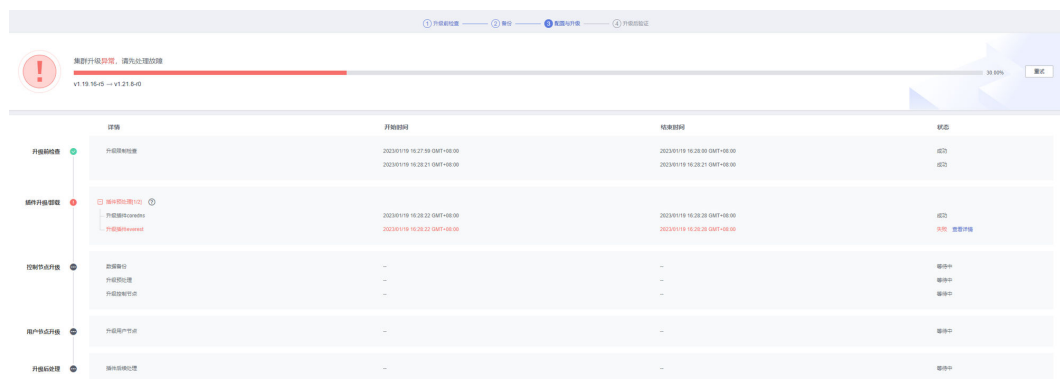 1 升级前检查 2 备份 3 配置与升级 4 升级后验证
集群升级异常，请先处理故障
30.00% 重试
v1.19.16-r5 → v1.21.8-r0
详情 开始时间 结束时间 状态
升级前检查 升级限制检查 2023/01/19 16:27:59 GMT+08:00 2023/01/19 16:28:00 GMT+08:00 成功
2023/01/19 16:28:21 GMT+08:00 2023/01/19 16:28:21 GMT+08:00 成功
插件升级/卸载 插件预处理(1/2)
升级插件coredns 2023/01/19 16:28:22 GMT+08:00 2023/01/19 16:28:28 GMT+08:00 成功
升级插件everest 2023/01/19 16:28:22 GMT+08:00 2023/01/19 16:28:28 GMT+08:00 失败 查看详情
控制节点升级 数据备份 -- -- 等待中
升级预处理 -- -- 等待中
升级控制节点 -- -- 等待中
用户节点升级 升级用户节点 -- -- 等待中
升级后处理 插件后续处理 -- -- 等待中